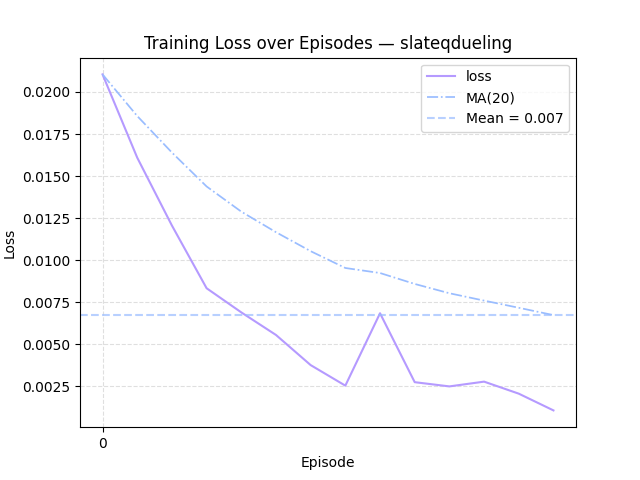 Training Loss over Episodes — slateqdueling
loss
MA(20)
Mean = 0.007
0.0200
0.0175
0.0150
0.0125
0.0100
0.0075
0.0050
0.0025
Loss
0
Episode